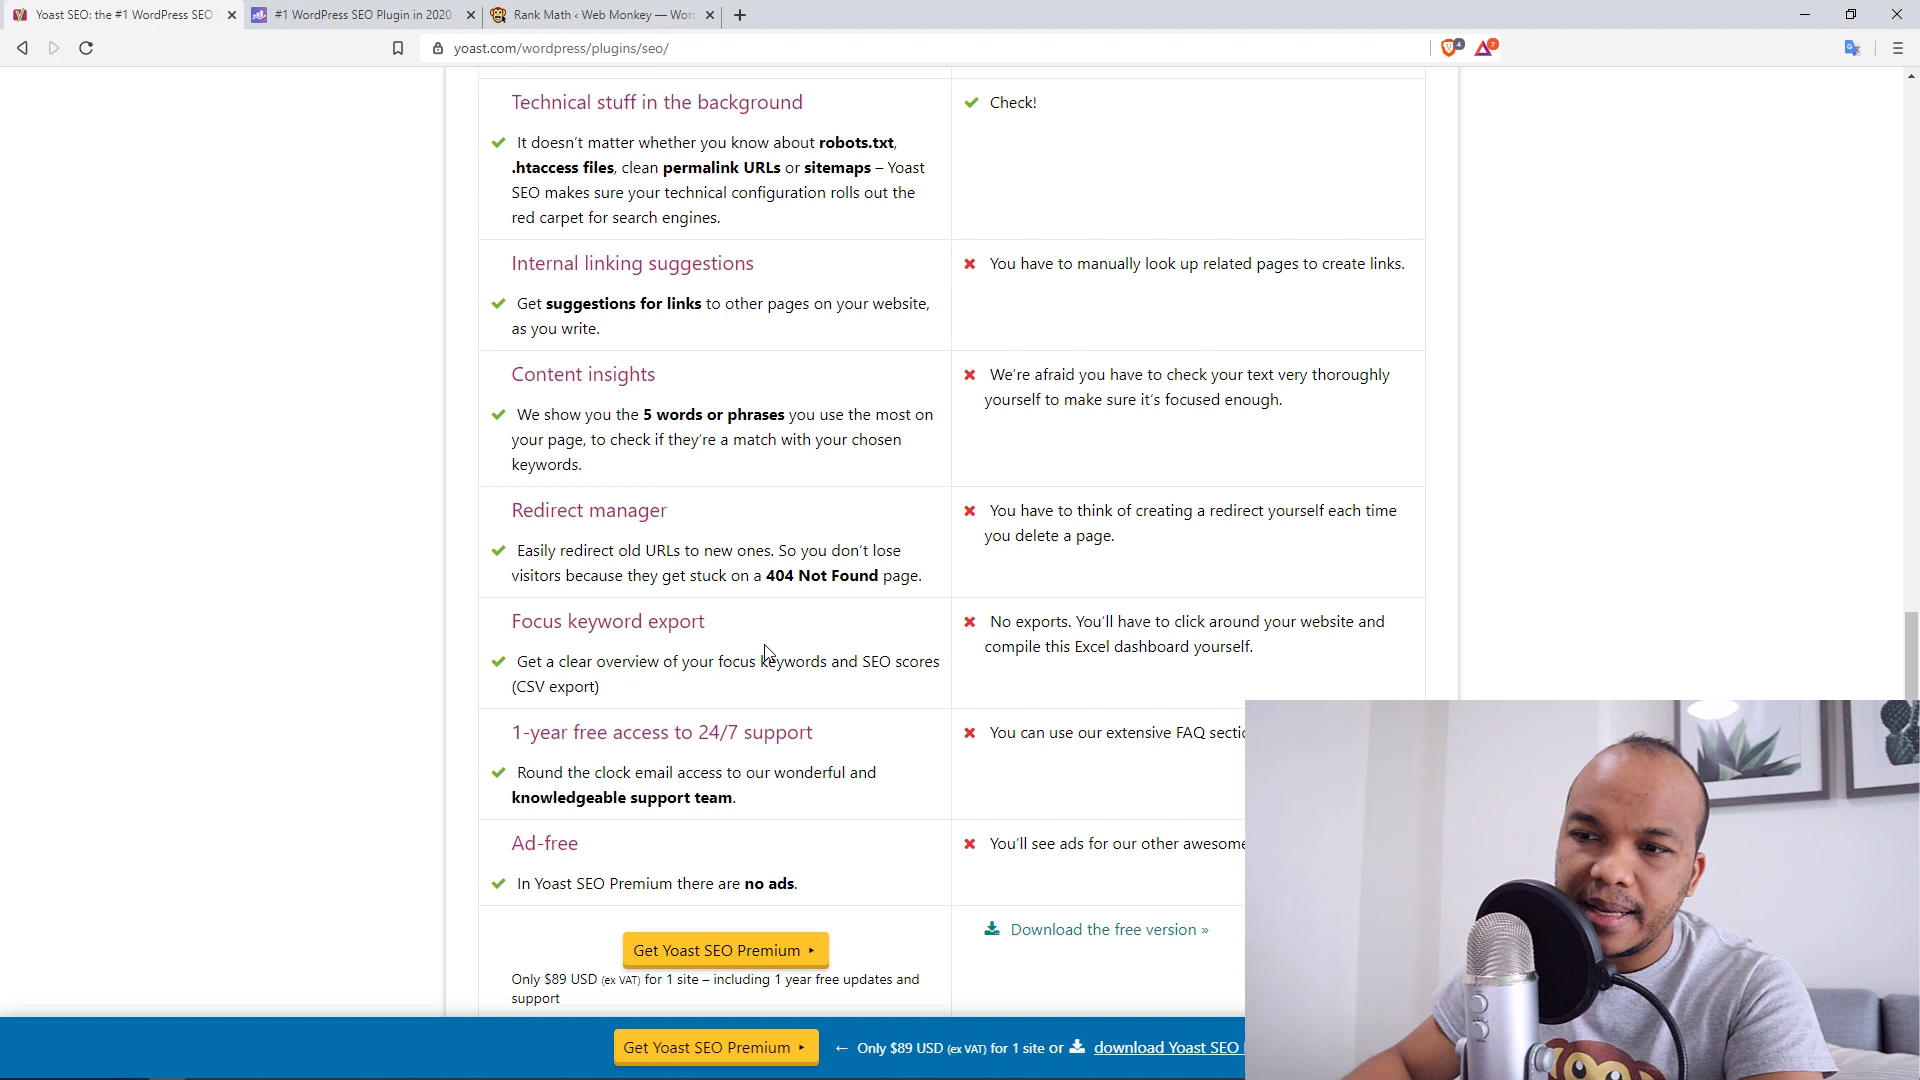 Yoast SEO: the #1 WordPress SEO
#1 WordPress SEO Plugin in 2020
Rank Math ‹ Web Monkey — Wor
yoast.com/wordpress/plugins/seo/
4
7
Technical stuff in the background
Check!
It doesn't matter whether you know about robots.txt,
.htaccess files, clean permalink URLs or sitemaps – Yoast
SEO makes sure your technical configuration rolls out the
red carpet for search engines.
Internal linking suggestions
You have to manually look up related pages to create links.
Get suggestions for links to other pages on your website,
as you write.
Content insights
We're afraid you have to check your text very thoroughly
yourself to make sure it's focused enough.
We show you the 5 words or phrases you use the most on
your page, to check if they're a match with your chosen
keywords.
Redirect manager
You have to think of creating a redirect yourself each time
you delete a page.
Easily redirect old URLs to new ones. So you don't lose
visitors because they get stuck on a 404 Not Found page.
Focus keyword export
No exports. You'll have to click around your website and
compile this Excel dashboard yourself.
Get a clear overview of your focus keywords and SEO scores
(CSV export)
1-year free access to 24/7 support
You can use our extensive FAQ sectio
Round the clock email access to our wonderful and
knowledgeable support team.
Ad-free
You'll see ads for our other awesome
In Yoast SEO Premium there are no ads.
Get Yoast SEO Premium ▸
Download the free version »
Only $89 USD (ex VAT) for 1 site – including 1 year free updates and
support
Get Yoast SEO Premium ▸
← Only $89 USD (ex VAT) for 1 site or download Yoast SEO